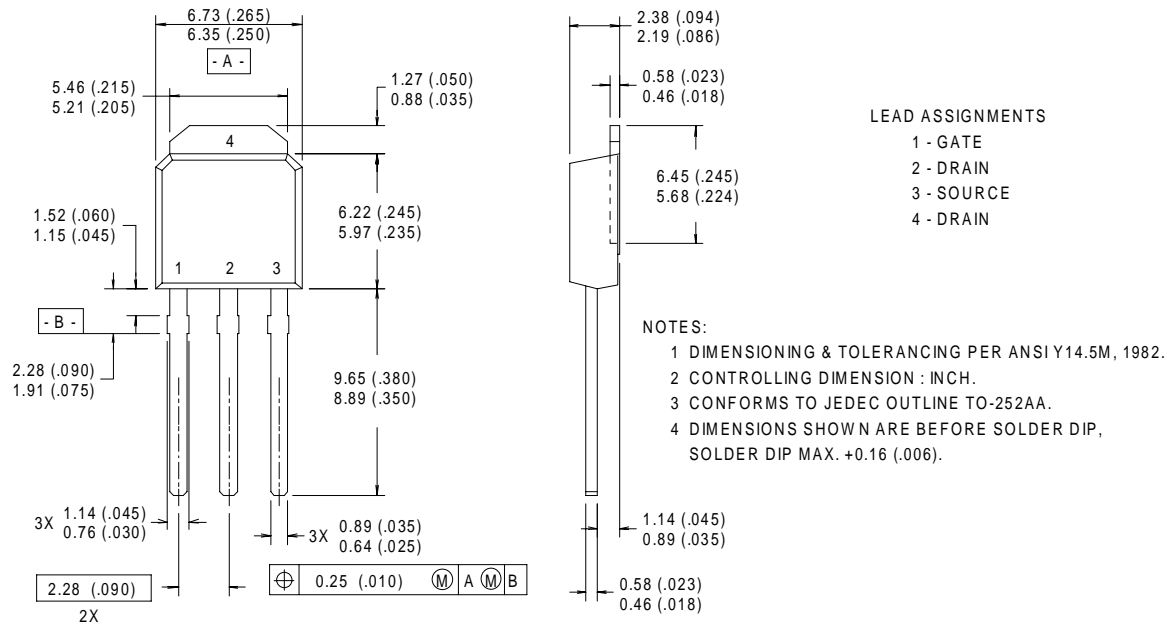 6.73 (.265)
6.35 (.250)
- A -
5.46 (.215)
5.21 (.205)
1.27 (.050)
0.88 (.035)
4
1.52 (.060)
1.15 (.045)
6.22 (.245)
5.97 (.235)
1 2 3
- B -
2.28 (.090)
1.91 (.075)
9.65 (.380)
8.89 (.350)
3X 1.14 (.045)
0.76 (.030)
3X 0.89 (.035)
0.64 (.025)
2.28 (.090)
2X
⌖ 0.25 (.010) Ⓜ A Ⓜ B
2.38 (.094)
2.19 (.086)
0.58 (.023)
0.46 (.018)
6.45 (.245)
5.68 (.224)
1.14 (.045)
0.89 (.035)
0.58 (.023)
0.46 (.018)
LEAD ASSIGNMENTS
1 - GATE
2 - DRAIN
3 - SOURCE
4 - DRAIN
NOTES:
1 DIMENSIONING & TOLERANCING PER ANSI Y14.5M, 1982.
2 CONTROLLING DIMENSION : INCH.
3 CONFORMS TO JEDEC OUTLINE TO-252AA.
4 DIMENSIONS SHOWN ARE BEFORE SOLDER DIP,
SOLDER DIP MAX. +0.16 (.006).